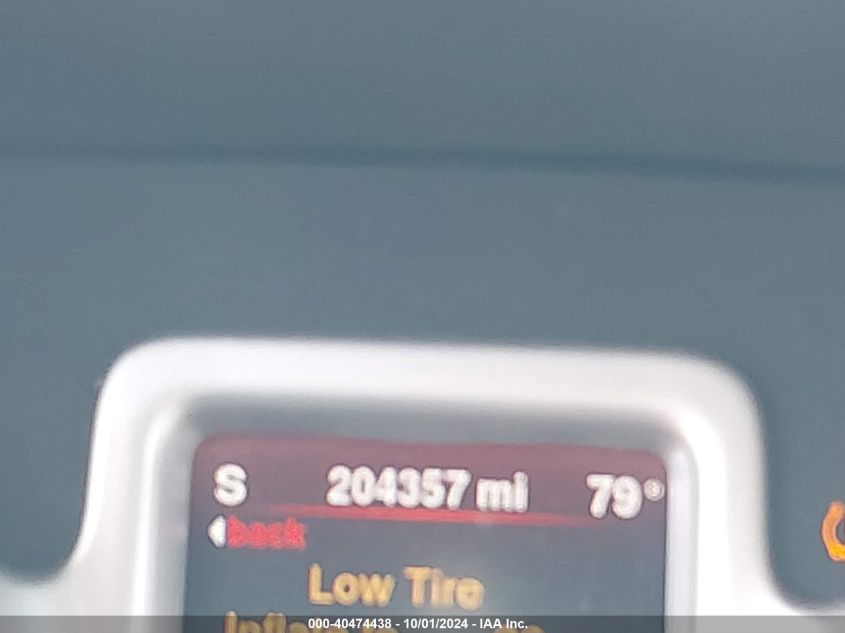 S 204357 mi 79°
back
Low Tire
000-40474438 - 10/01/2024 - IAA Inc.